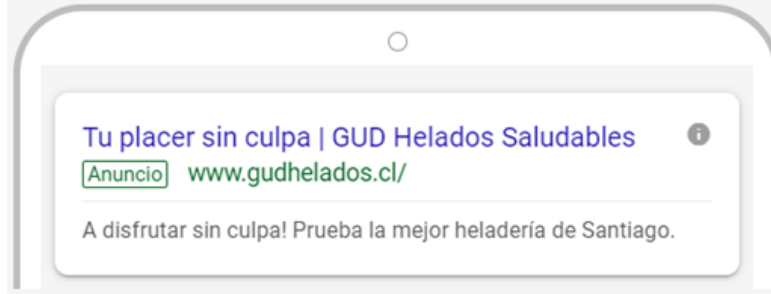 Tu placer sin culpa | GUD Helados Saludables
Anuncio www.gudhelados.cl/
A disfrutar sin culpa! Prueba la mejor heladería de Santiago.